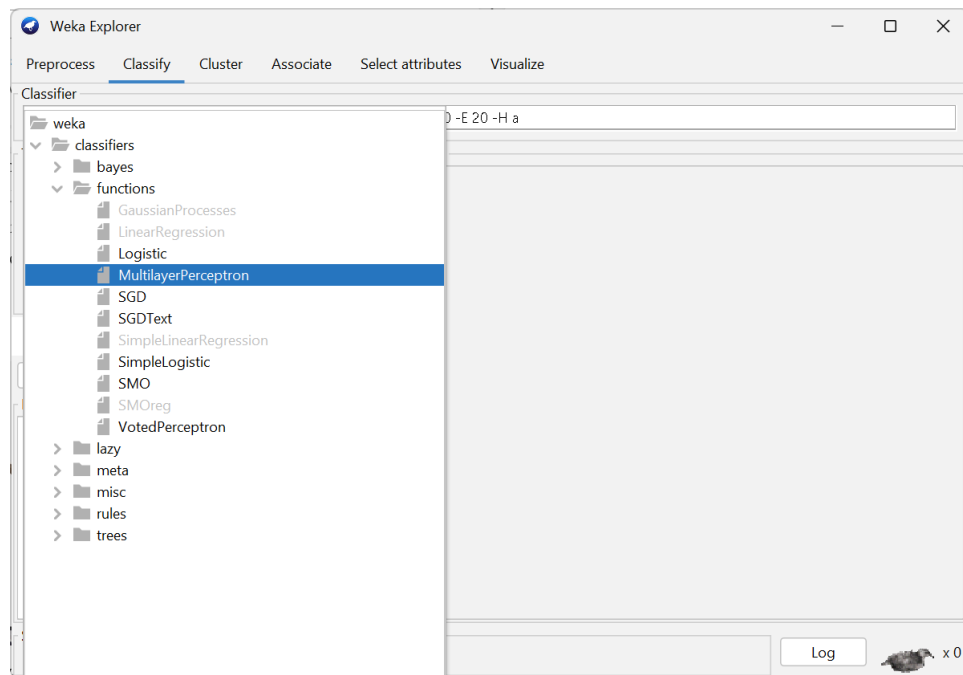 Weka Explorer
Preprocess Classify Cluster Associate Select attributes Visualize
Classifier
-E 20 -H a
weka
classifiers
bayes
functions
GaussianProcesses
LinearRegression
Logistic
MultilayerPerceptron
SGD
SGDText
SimpleLinearRegression
SimpleLogistic
SMO
SMOreg
VotedPerceptron
lazy
meta
misc
rules
trees
Log
x 0